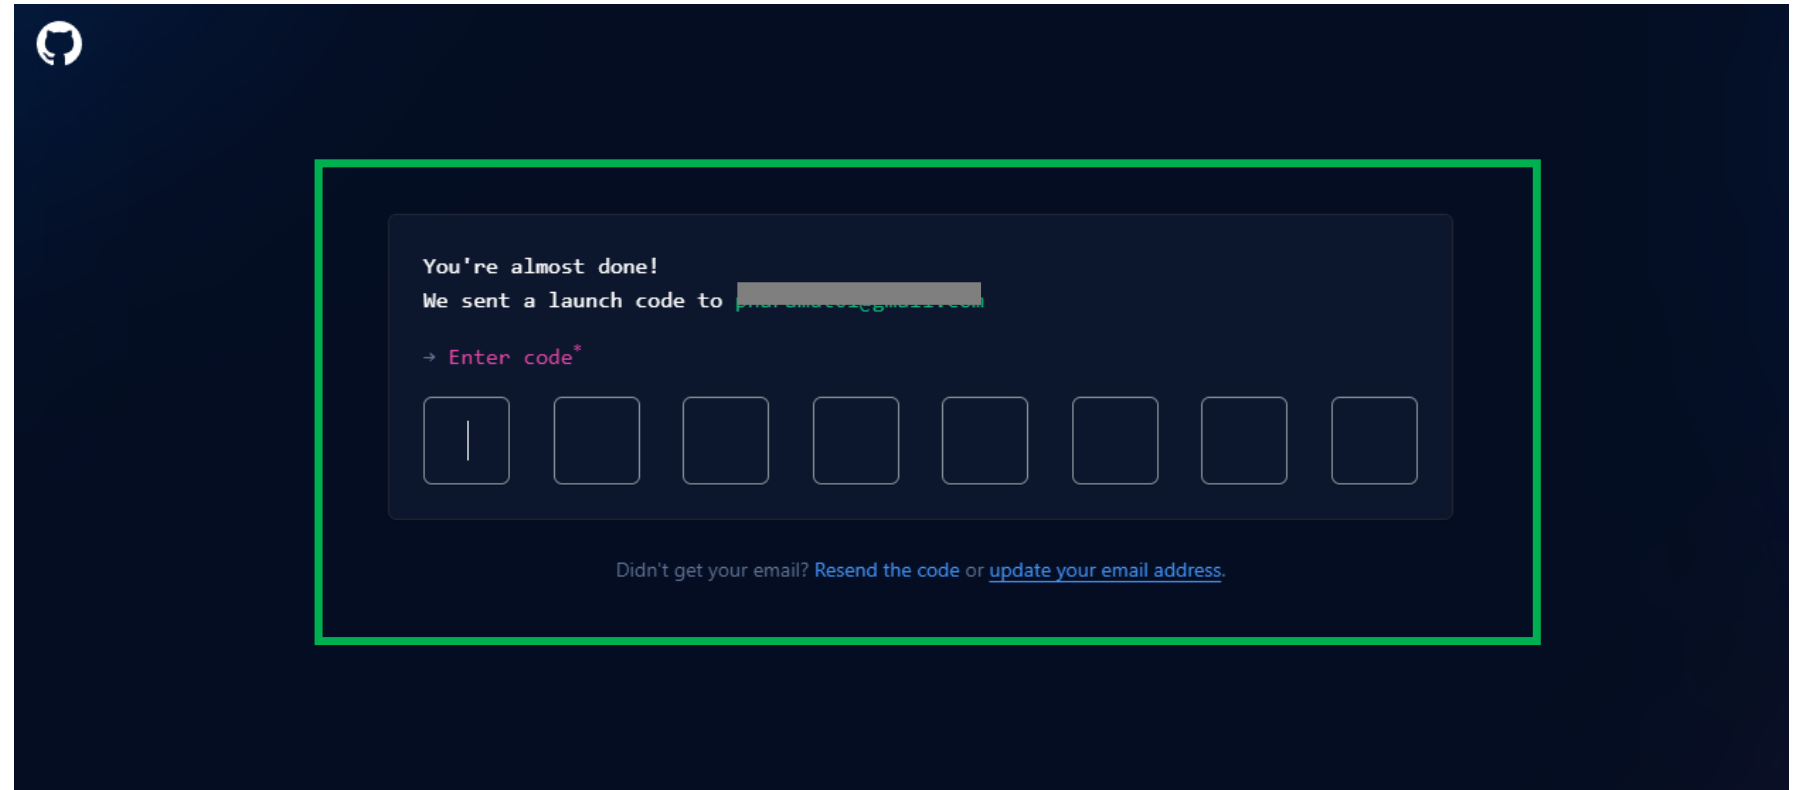 You're almost done!
We sent a launch code to
→ Enter code*
Didn't get your email? Resend the code or update your email address.